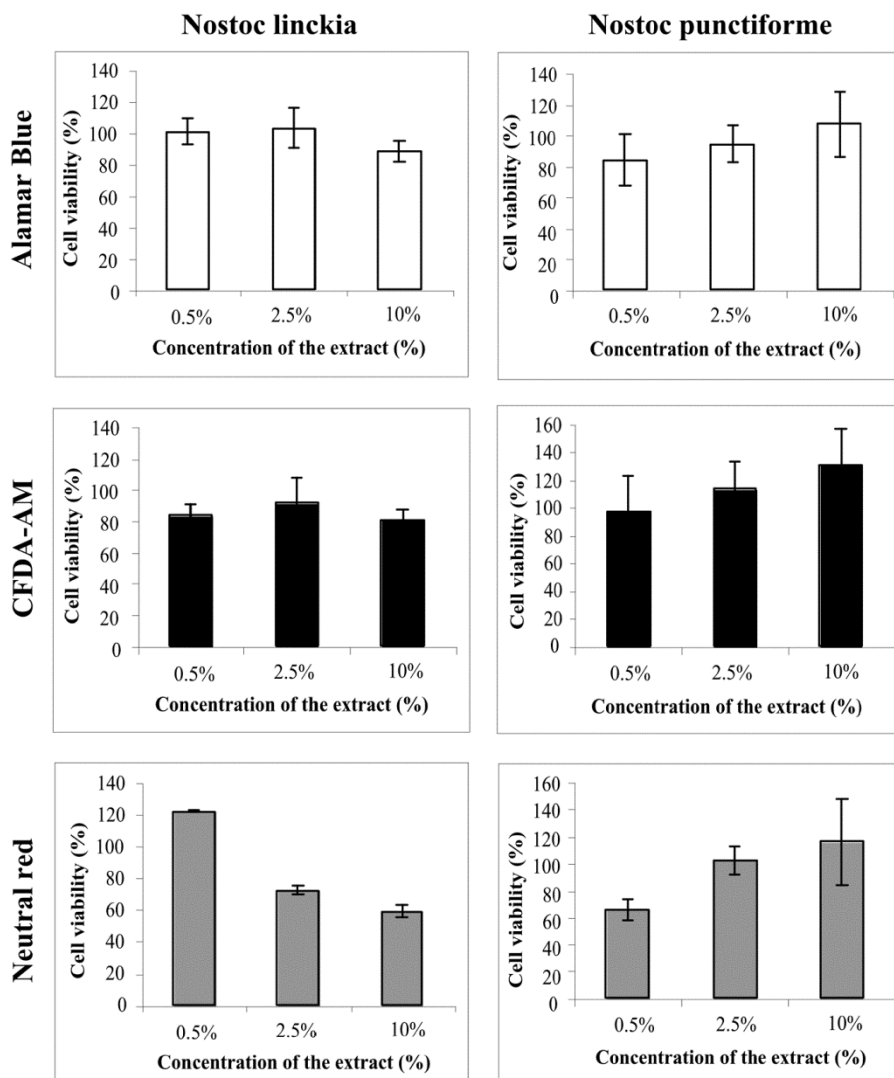 Nostoc linckia
Nostoc punctiforme
Alamar Blue
Cell viability (%)
140
120
100
80
60
40
20
0
0.5% 2.5% 10%
Concentration of the extract (%)
Cell viability (%)
140
120
100
80
60
40
20
0
0.5% 2.5% 10%
Concentration of the extract (%)
CFDA-AM
Cell viability (%)
140
120
100
80
60
40
20
0
0.5% 2.5% 10%
Concentration of the extract (%)
Cell viability (%)
160
140
120
100
80
60
40
20
0
0.5% 2.5% 10%
Concentration of the extract (%)
Neutral red
Cell viability (%)
140
120
100
80
60
40
20
0
0.5% 2.5% 10%
Concentration of the extract (%)
Cell viability (%)
160
140
120
100
80
60
40
20
0
0.5% 2.5% 10%
Concentration of the extract (%)